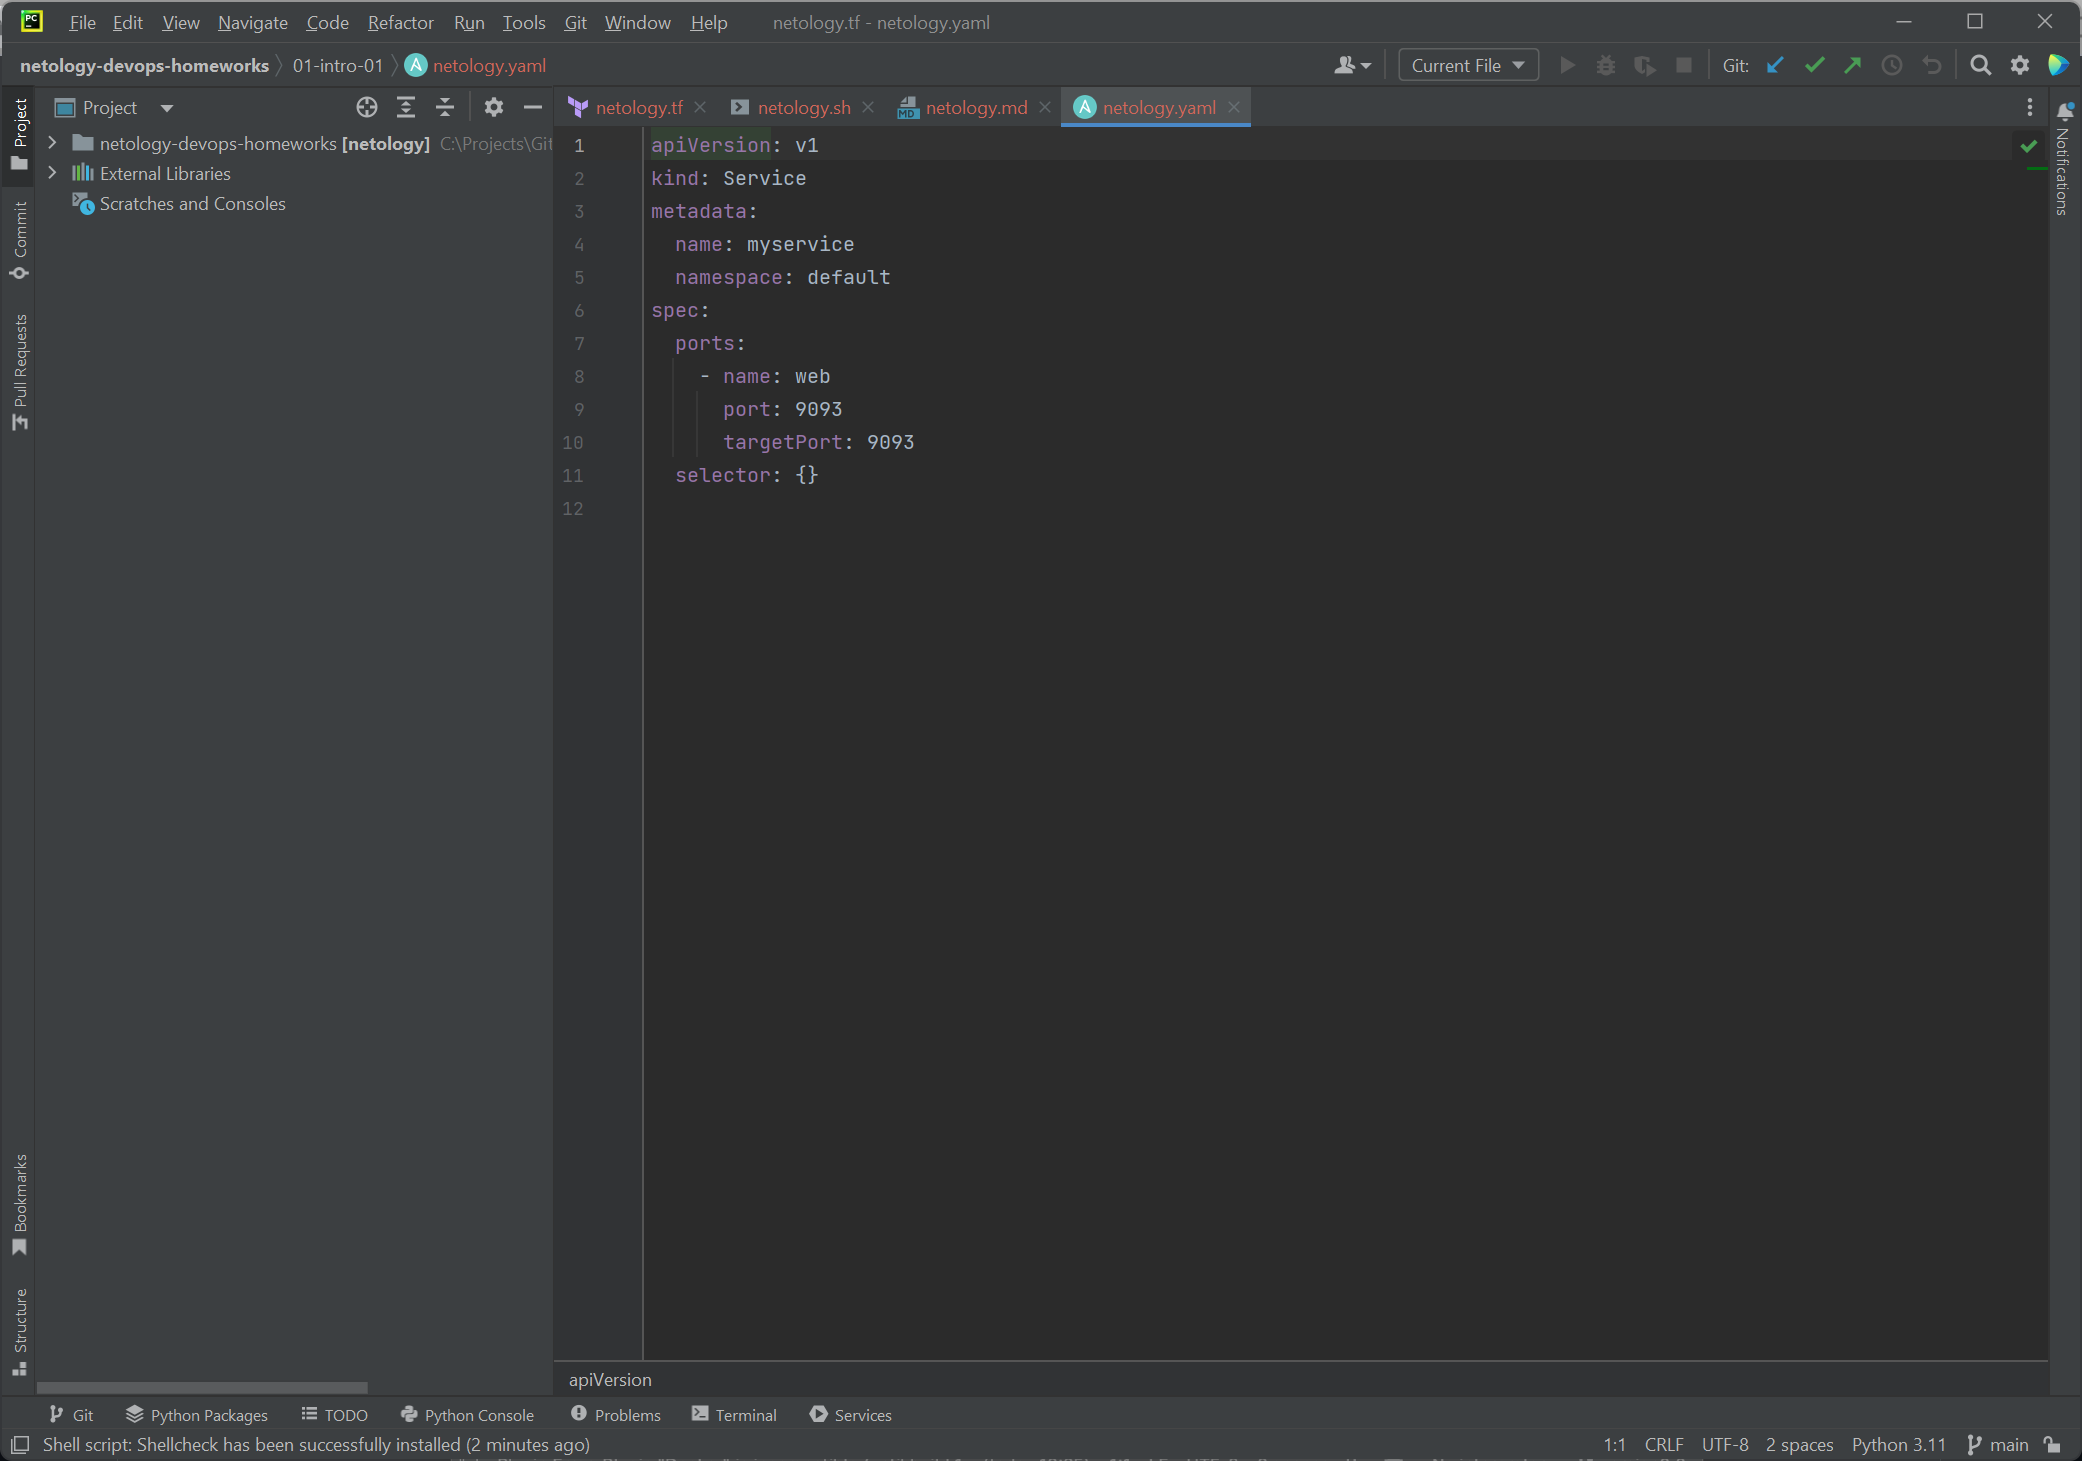 PC File Edit View Navigate Code Refactor Run Tools Git Window Help netology.tf - netology.yaml
netology-devops-homeworks 01-intro-01 netology.yaml Current File Git:
Project
netology.tf netology.sh MD netology.md netology.yaml
netology-devops-homeworks [netology] C:\Projects\Git
External Libraries
Scratches and Consoles
Project
Commit
Pull Requests
Bookmarks
Structure
Notifications
1 apiVersion: v1
2 kind: Service
3 metadata:
4 name: myservice
5 namespace: default
6 spec:
7 ports:
8 - name: web
9 port: 9093
10 targetPort: 9093
11 selector: {}
12
apiVersion
Git Python Packages TODO Python Console Problems Terminal Services
Shell script: Shellcheck has been successfully installed (2 minutes ago) 1:1 CRLF UTF-8 2 spaces Python 3.11 main